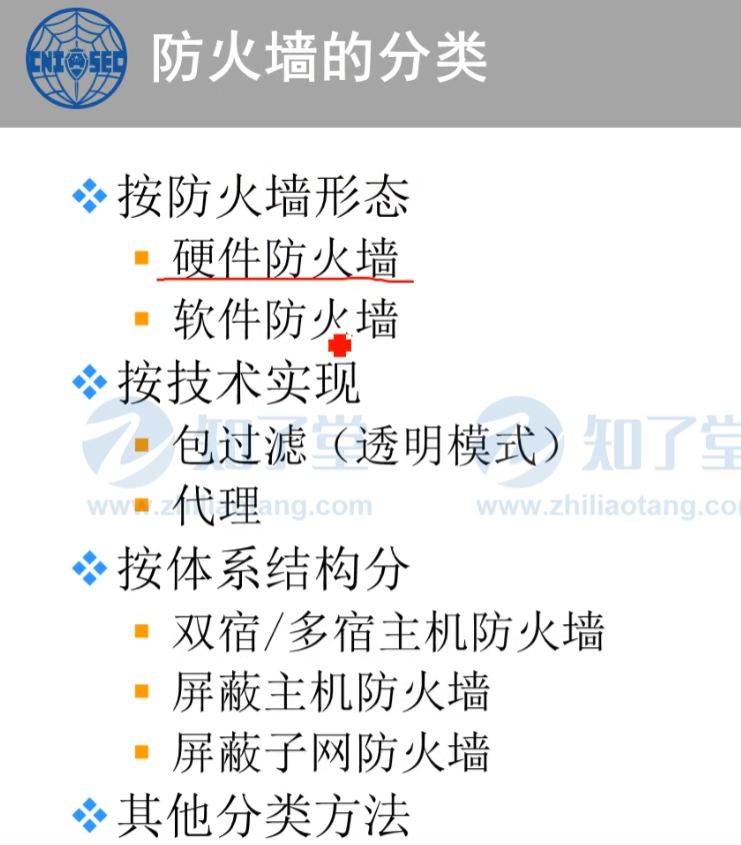 CNI SEC
防火墙的分类
按防火墙形态
硬件防火墙
软件防火墙
按技术实现
包过滤（透明模式）
代理
按体系结构分
双宿/多宿主机防火墙
屏蔽主机防火墙
屏蔽子网防火墙
其他分类方法
知了堂
www.zhiliaotang.com
知了堂
www.zhiliaotang.com